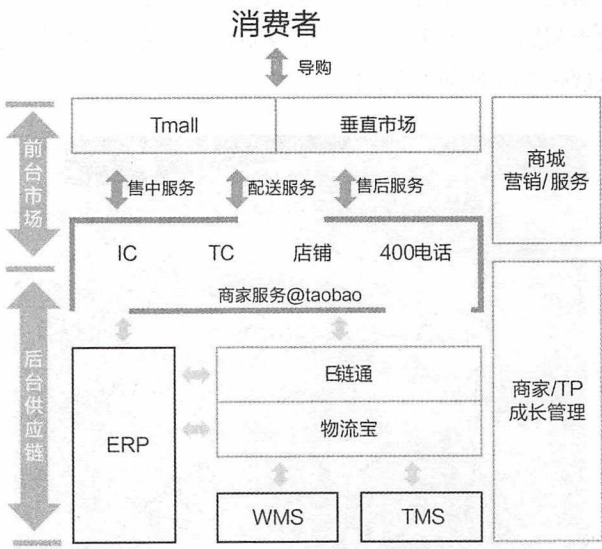 消费者
导购
Tmall
垂直市场
商城
营销/服务
前台市场
售中服务
配送服务
售后服务
IC
TC
店铺
400电话
商家服务@taobao
后台供应链
ERP
E链通
物流宝
商家/TP
成长管理
WMS
TMS